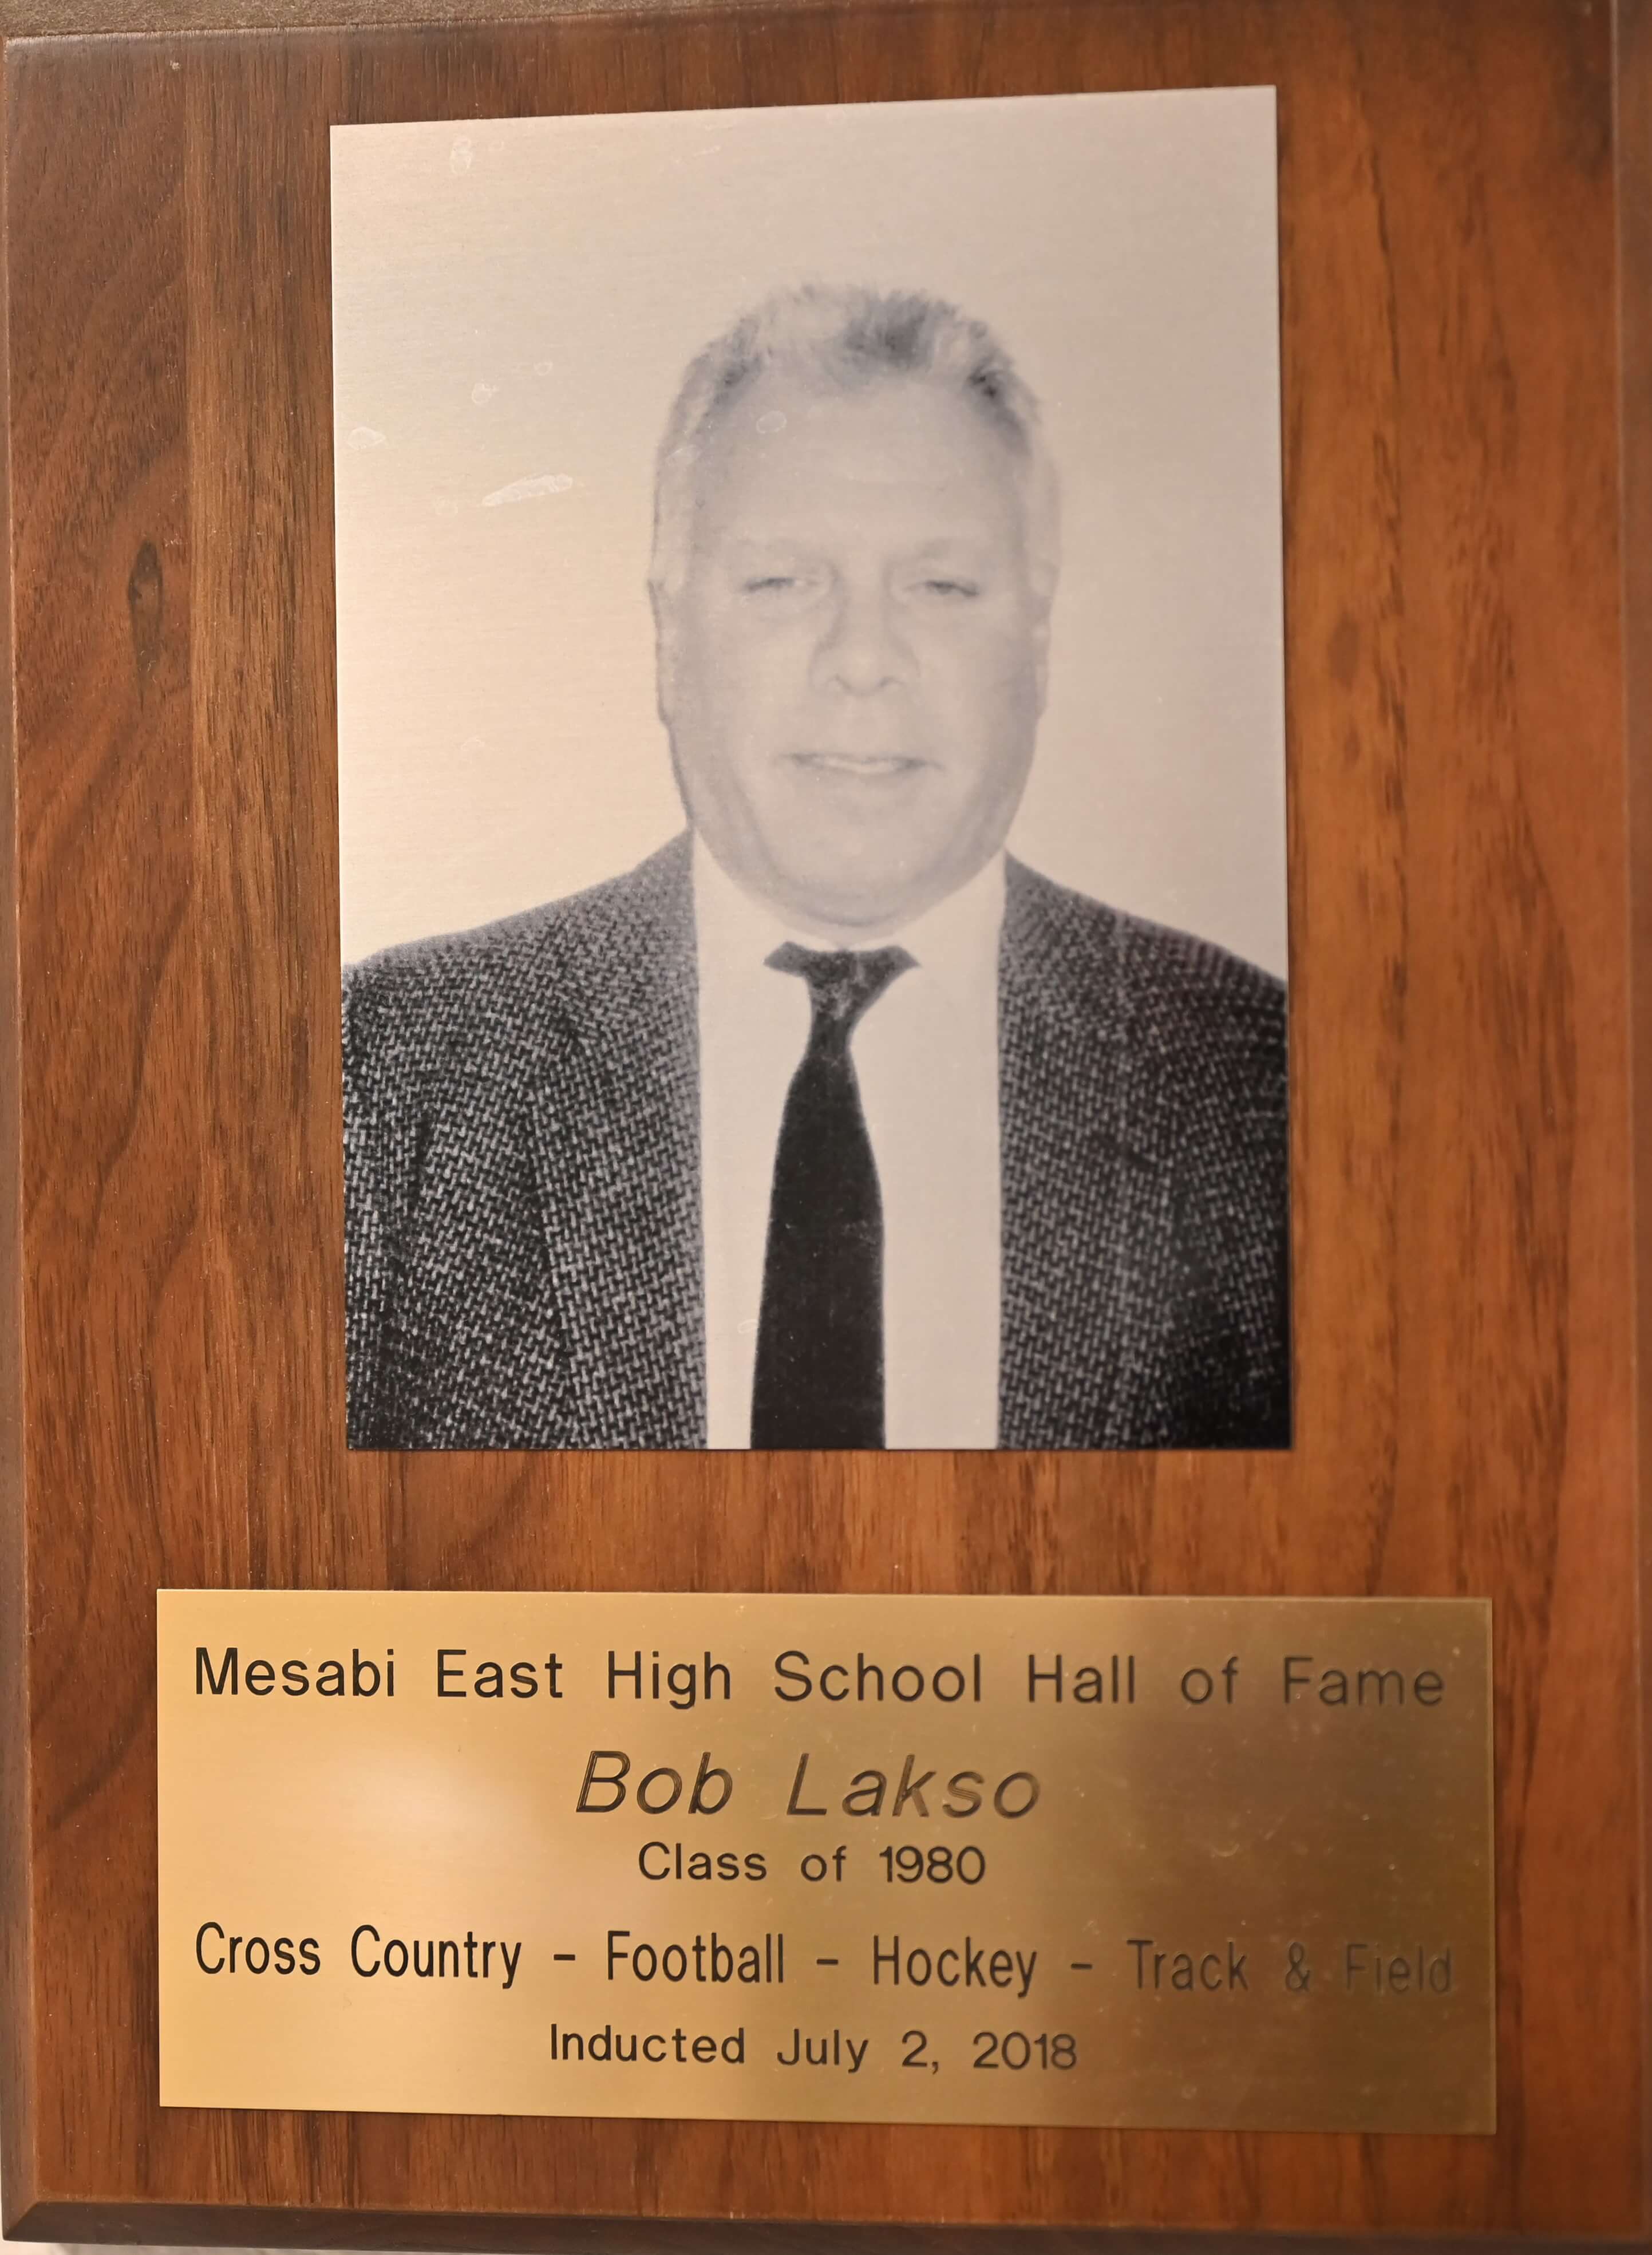 Mesabi East High School Hall of Fame
Bob Lakso
Class of 1980
Cross Country - Football - Hockey - Track & Field
Inducted July 2, 2018